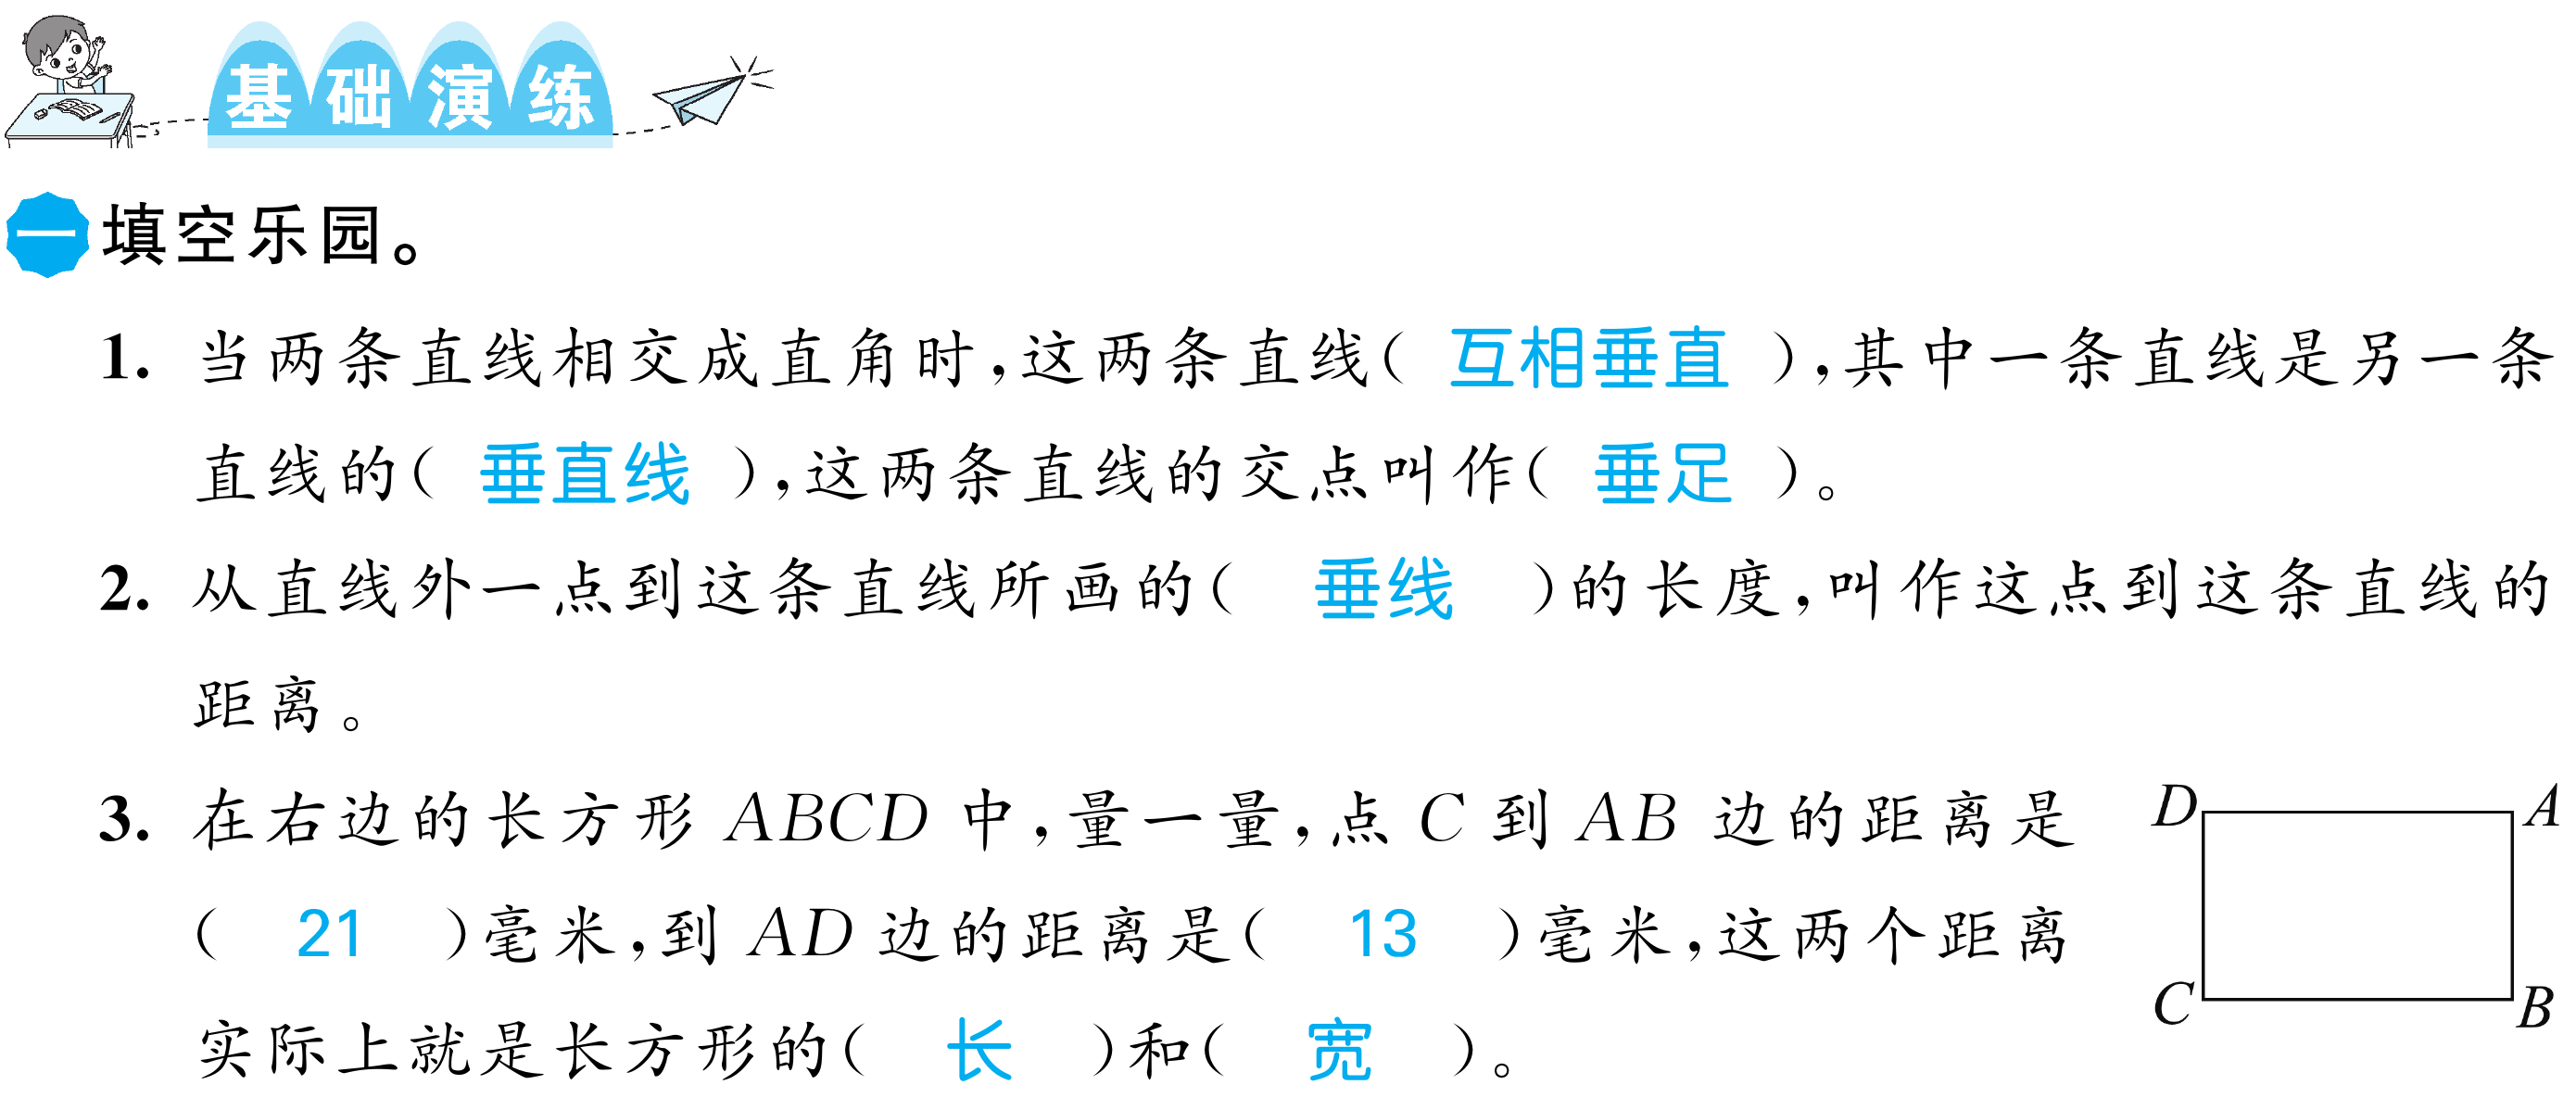 基础演练
一 填空乐园。
1. 当两条直线相交成直角时,这两条直线( 互相垂直 ),其中一条直线是另一条
直线的( 垂直线 ),这两条直线的交点叫作( 垂足 )。
2. 从直线外一点到这条直线所画的( 垂线 )的长度,叫作这点到这条直线的
距离。
3. 在右边的长方形 ABCD 中,量一量,点 C 到 AB 边的距离是
( 21 )毫米,到 AD 边的距离是( 13 )毫米,这两个距离
实际上就是长方形的( 长 )和( 宽 )。
D A
C B